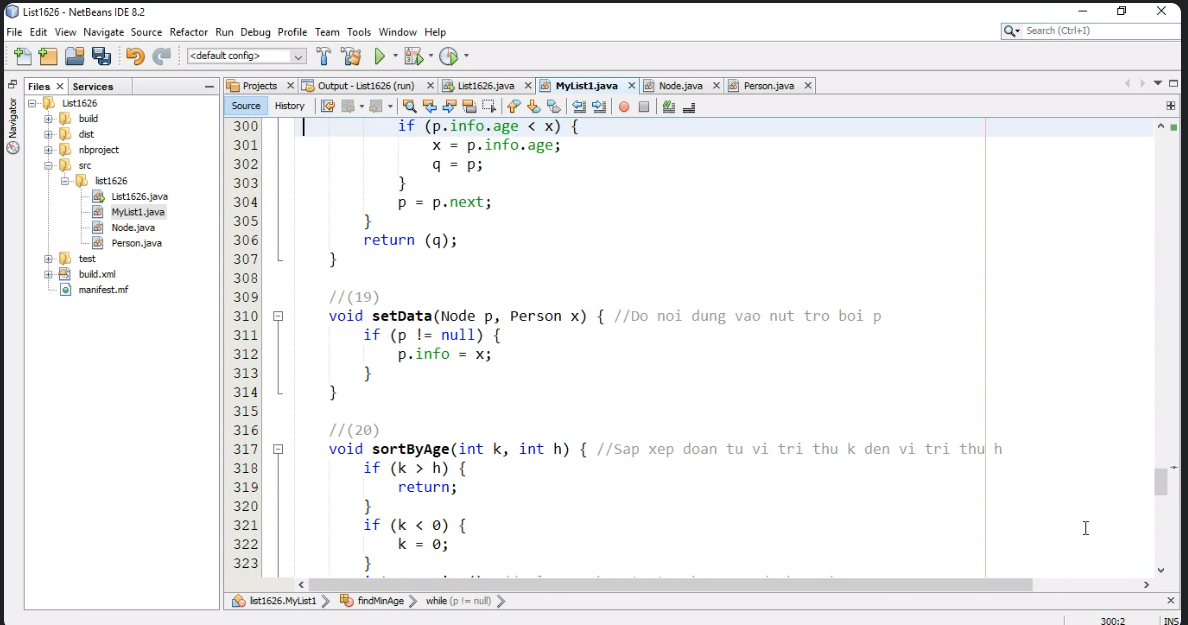 List1626 - NetBeans IDE 8.2
File Edit View Navigate Source Refactor Run Debug Profile Team Tools Window Help
Search (Ctrl+I)
<default config>
Files Services
Projects Output - List1626 (run) List1626.java MyList1.java Node.java Person.java
Source History
Navigator
List1626
build
dist
nbproject
src
list1626
List1626.java
MyList1.java
Node.java
Person.java
test
build.xml
manifest.mf
300 if (p.info.age < x) {
301 x = p.info.age;
302 q = p;
303 }
304 p = p.next;
305 }
306 return (q);
307 }
308
309 //(19)
310 void setData(Node p, Person x) { //Do noi dung vao nut tro boi p
311 if (p != null) {
312 p.info = x;
313 }
314 }
315
316 //(20)
317 void sortByAge(int k, int h) { //Sap xep doan tu vi tri thu k den vi tri thu h
318 if (k > h) {
319 return;
320 }
321 if (k < 0) {
322 k = 0;
323 }
list1626.MyList1 findMinAge while (p != null)
300:2 INS